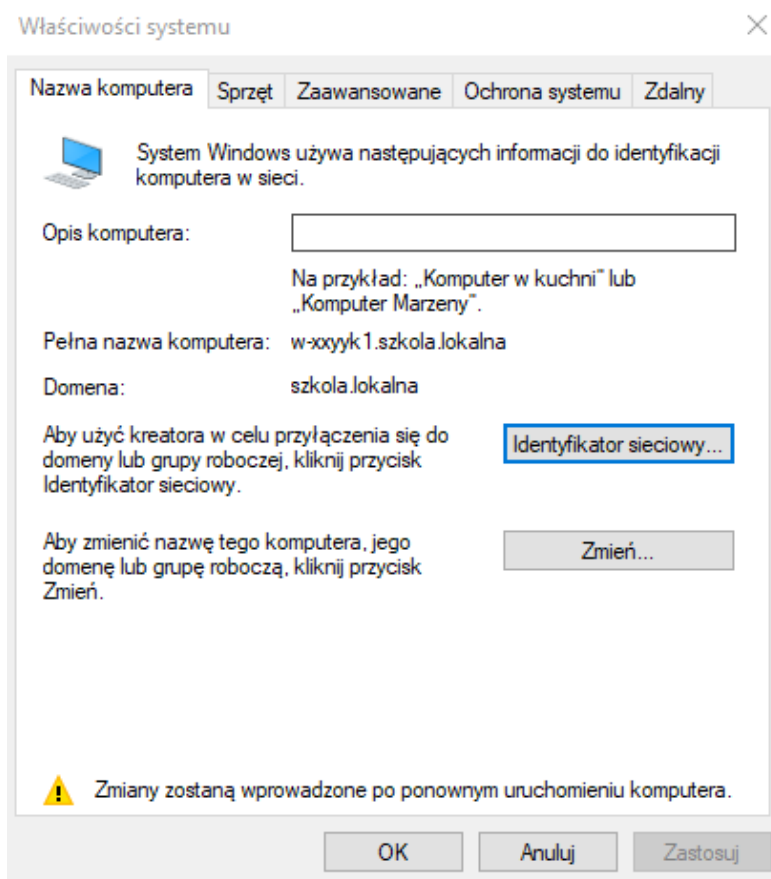 Właściwości systemu
Nazwa komputera Sprzęt Zaawansowane Ochrona systemu Zdalny
System Windows używa następujących informacji do identyfikacji
komputera w sieci.
Opis komputera:
Na przykład: „Komputer w kuchni” lub
„Komputer Marzeny”.
Pełna nazwa komputera: w-xxyyk1.szkola.lokalna
Domena: szkola.lokalna
Aby użyć kreatora w celu przyłączenia się do
domeny lub grupy roboczej, kliknij przycisk
Identyfikator sieciowy.
Identyfikator sieciowy...
Aby zmienić nazwę tego komputera, jego
domenę lub grupę roboczą, kliknij przycisk
Zmień.
Zmień...
Zmiany zostaną wprowadzone po ponownym uruchomieniu komputera.
OK Anuluj Zastosuj